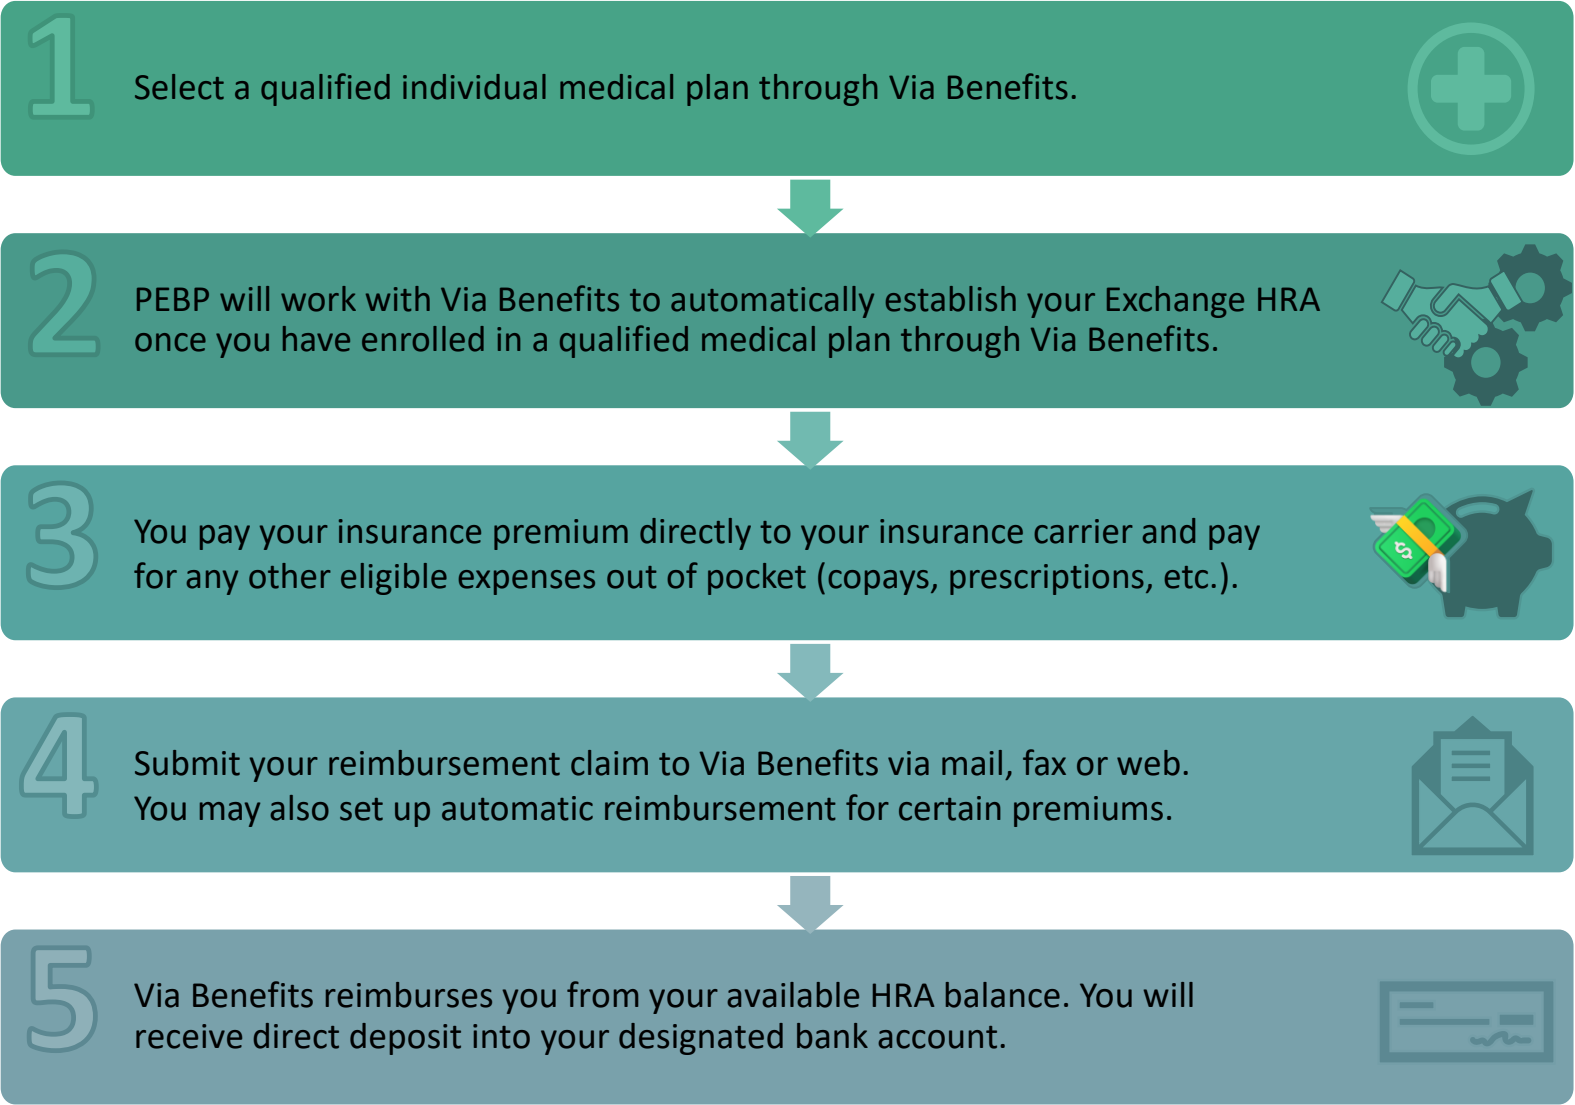 1
Select a qualified individual medical plan through Via Benefits.
2
PEBP will work with Via Benefits to automatically establish your Exchange HRA
once you have enrolled in a qualified medical plan through Via Benefits.
3
You pay your insurance premium directly to your insurance carrier and pay
for any other eligible expenses out of pocket (copays, prescriptions, etc.).
$
4
Submit your reimbursement claim to Via Benefits via mail, fax or web.
You may also set up automatic reimbursement for certain premiums.
5
Via Benefits reimburses you from your available HRA balance. You will
receive direct deposit into your designated bank account.